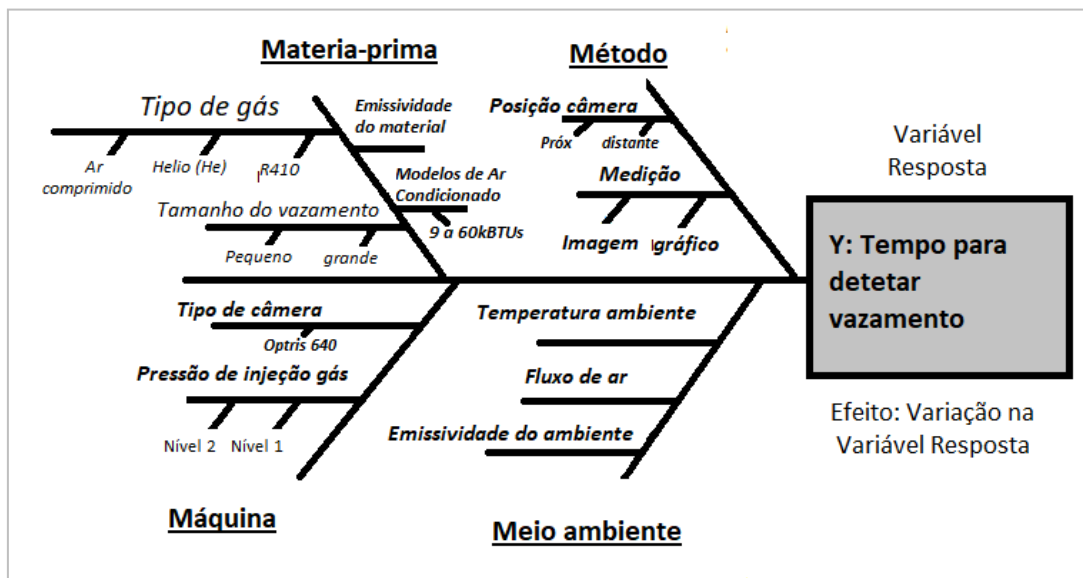 Materia-prima
Método
Tipo de gás
Emissividade
do material
Ar
comprimido
Helio (He)
R410
Modelos de Ar
Condicionado
9 a 60kBTUs
Tamanho do vazamento
Pequeno
grande
Posição câmera
Próx
distante
Medição
Imagem
gráfico
Variável
Resposta
Y: Tempo para
detetar
vazamento
Efeito: Variação na
Variável Resposta
Tipo de câmera
Optris 640
Pressão de injeção gás
Nível 2
Nível 1
Temperatura ambiente
Fluxo de ar
Emissividade do ambiente
Máquina
Meio ambiente